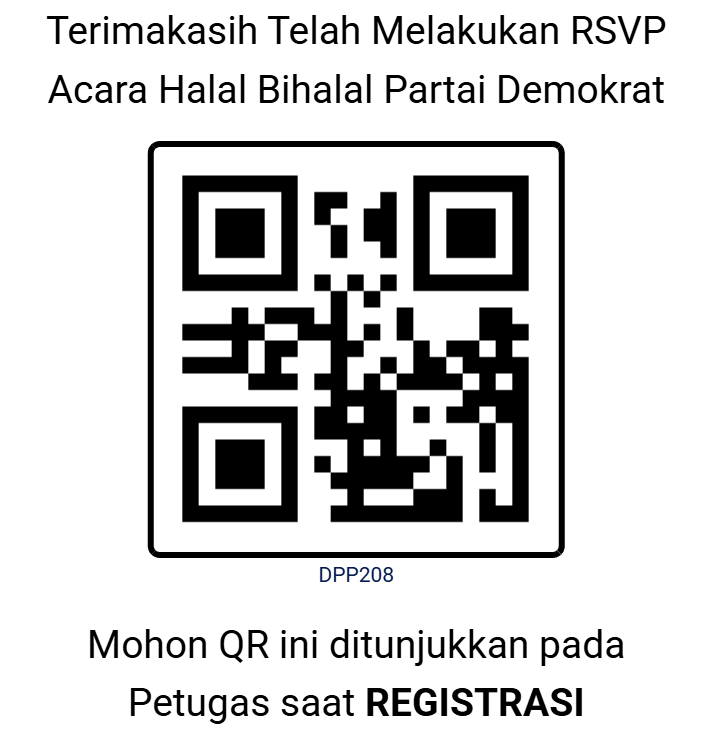 Terimakasih Telah Melakukan RSVP
Acara Halal Bihalal Partai Demokrat
DPP208
Mohon QR ini ditunjukkan pada
Petugas saat REGISTRASI